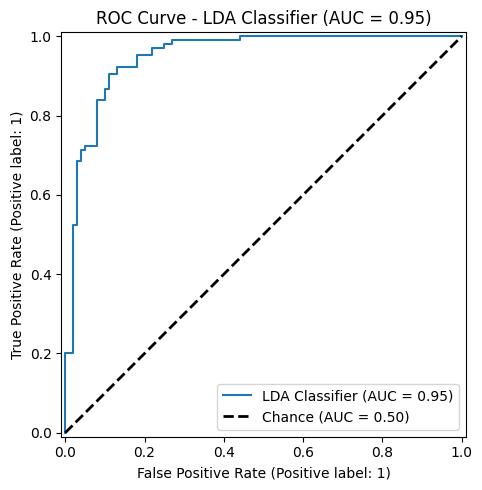 ROC Curve - LDA Classifier (AUC = 0.95)
True Positive Rate (Positive label: 1)
1.0
0.8
0.6
0.4
0.2
0.0
LDA Classifier (AUC = 0.95)
Chance (AUC = 0.50)
0.0 0.2 0.4 0.6 0.8 1.0
False Positive Rate (Positive label: 1)